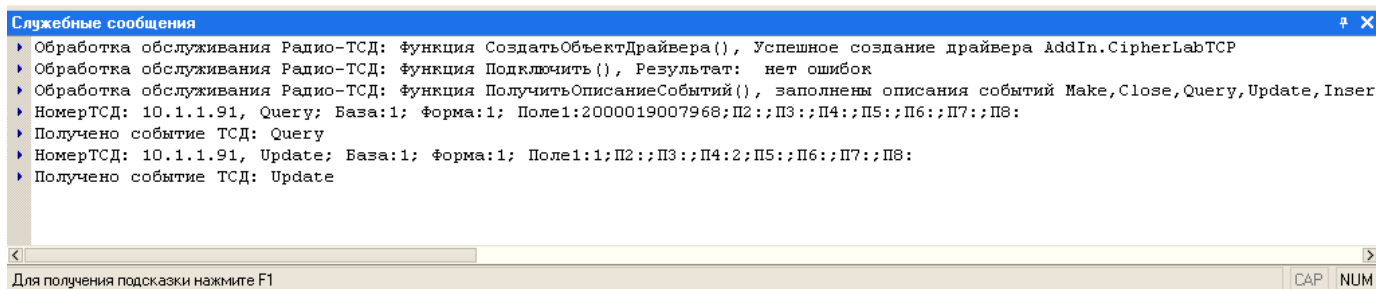 Служебные сообщения
Обработка обслуживания Радио-ТСД: Функция СоздатьОбъектДрайвера(), Успешное создание драйвера AddIn.CipherLabTCP
Обработка обслуживания Радио-ТСД: Функция Подключить(), Результат: нет ошибок
Обработка обслуживания Радио-ТСД: Функция ПолучитьОписаниеСобытий(), заполнены описания событий Make,Close,Query,Update,Inser
НомерТСД: 10.1.1.91, Query; База:1; Форма:1; Поле1:2000019007968;П2:;П3:;П4:;П5:;П6:;П7:;П8:
Получено событие ТСД: Query
НомерТСД: 10.1.1.91, Update; База:1; Форма:1; Поле1:1;П2:;П3:;П4:2;П5:;П6:;П7:;П8:
Получено событие ТСД: Update
Для получения подсказки нажмите F1 CAP NUM